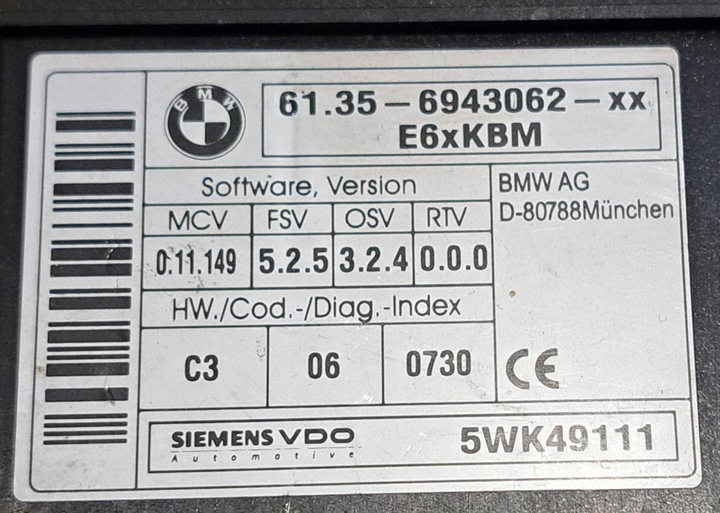 BMW
61.35 – 6943062 – xx
E6xKBM
Software, Version
MCV FSV OSV RTV
0.11.149 5.2.5 3.2.4 0.0.0
BMW AG
D-80788München
HW./Cod.-/Diag.-Index
C3 06 0730
CE
SIEMENS VDO
Automotive
5WK49111